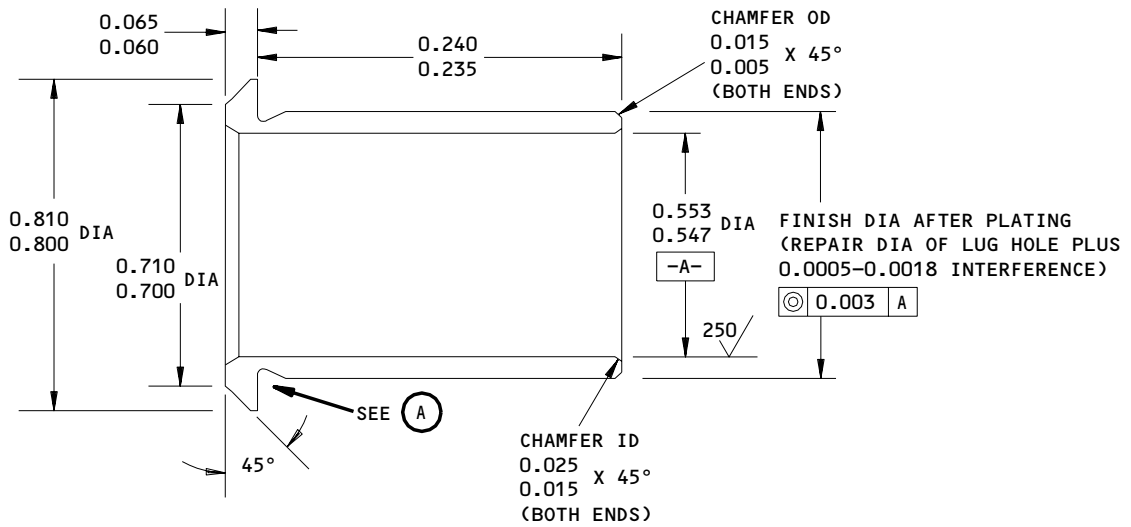 0.065
0.060
0.240
0.235
CHAMFER OD
0.015
0.005 X 45°
(BOTH ENDS)
0.810
0.800 DIA
0.710
0.700 DIA
0.553
0.547 DIA
-A-
FINISH DIA AFTER PLATING
(REPAIR DIA OF LUG HOLE PLUS
0.0005-0.0018 INTERFERENCE)
◎ 0.003 A
250
SEE A
45°
CHAMFER ID
0.025
0.015 X 45°
(BOTH ENDS)